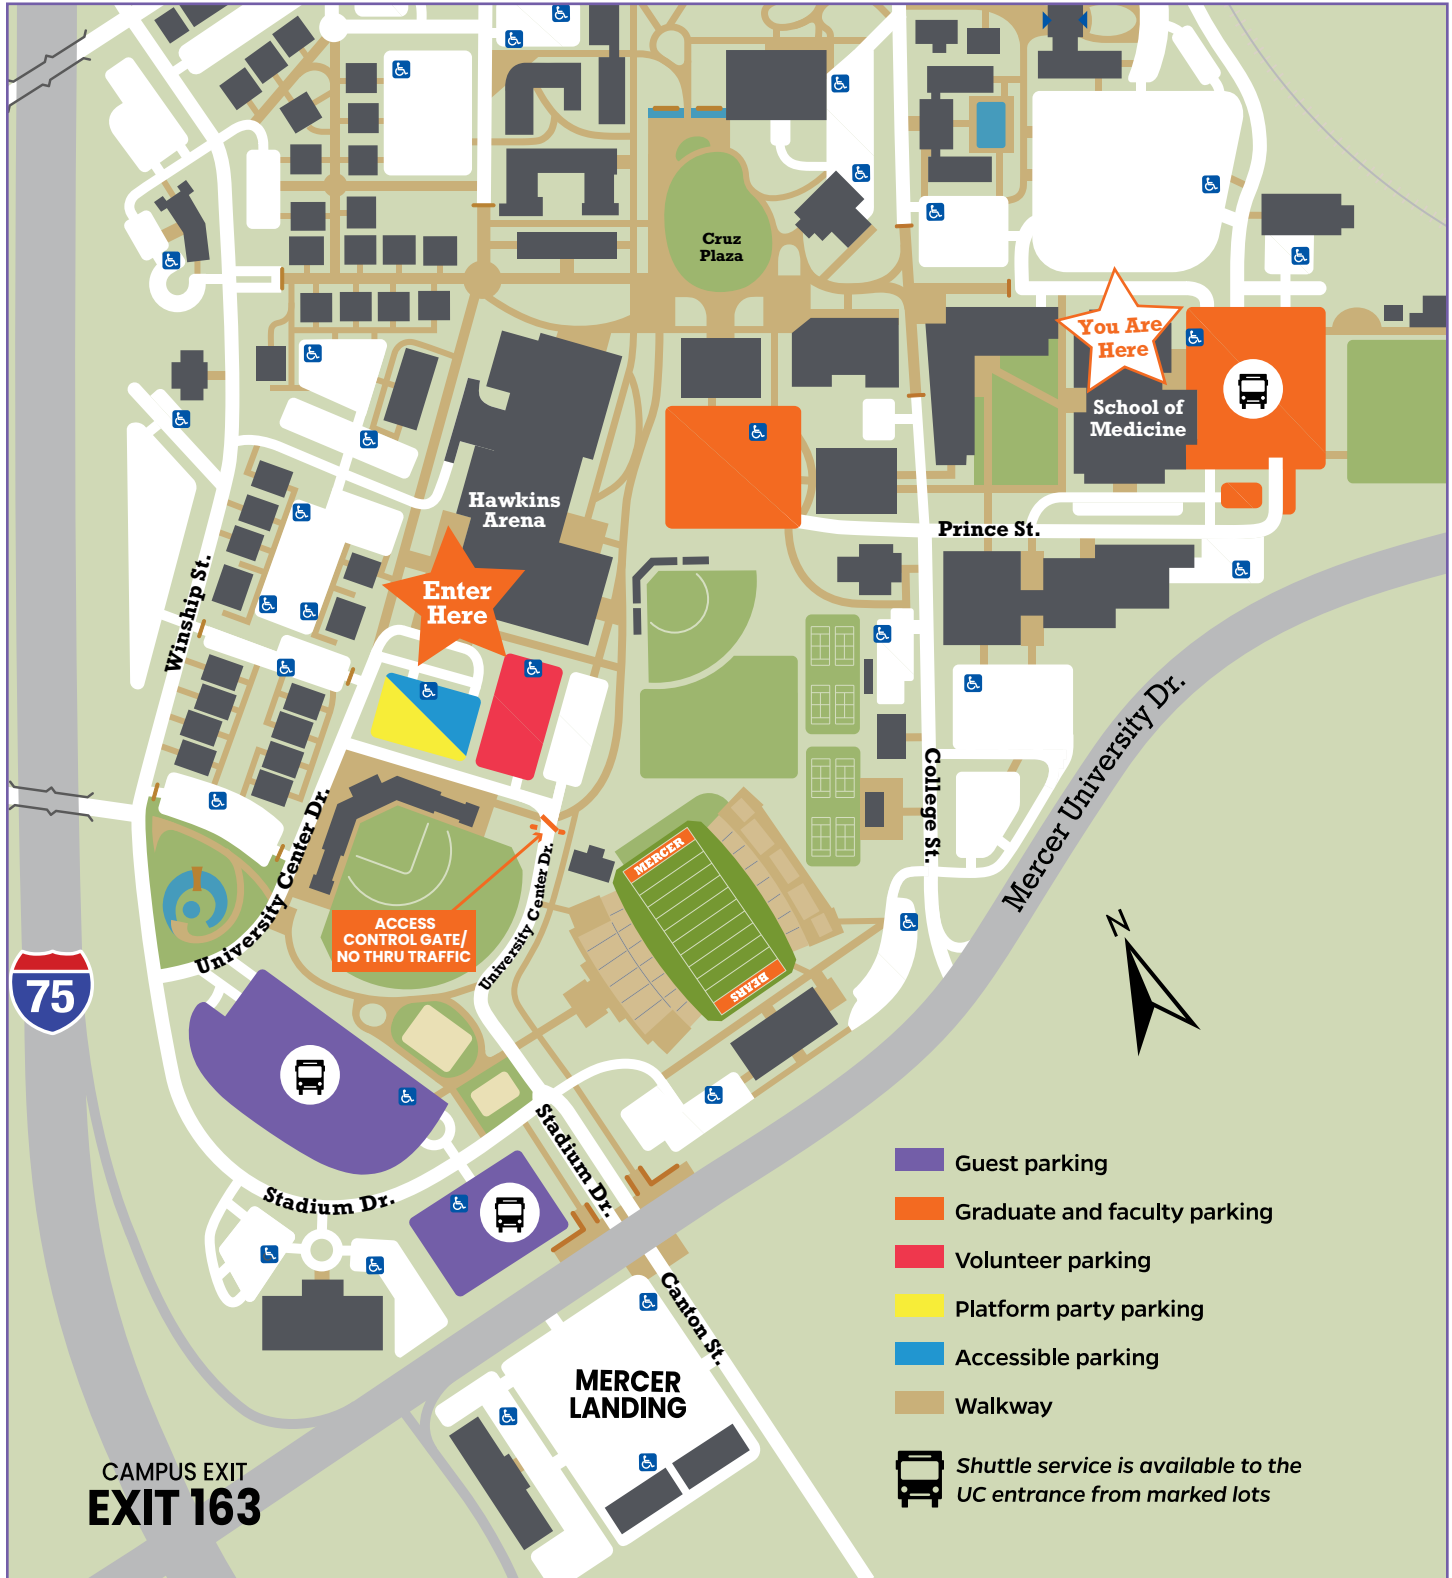 Cruz
Plaza
You Are
Here
School of
Medicine
Hawkins
Arena
Prince St.
Enter
Here
Winship St.
Mercer University Dr.
College St.
University Center Dr.
University Center Dr.
MERCER
BEARS
ACCESS
CONTROL GATE/
NO THRU TRAFFIC
N
75
Stadium Dr.
Stadium Dr.
Guest parking
Graduate and faculty parking
Volunteer parking
Platform party parking
Accessible parking
Walkway
Shuttle service is available to the
UC entrance from marked lots
Canton St.
MERCER
LANDING
CAMPUS EXIT
EXIT 163